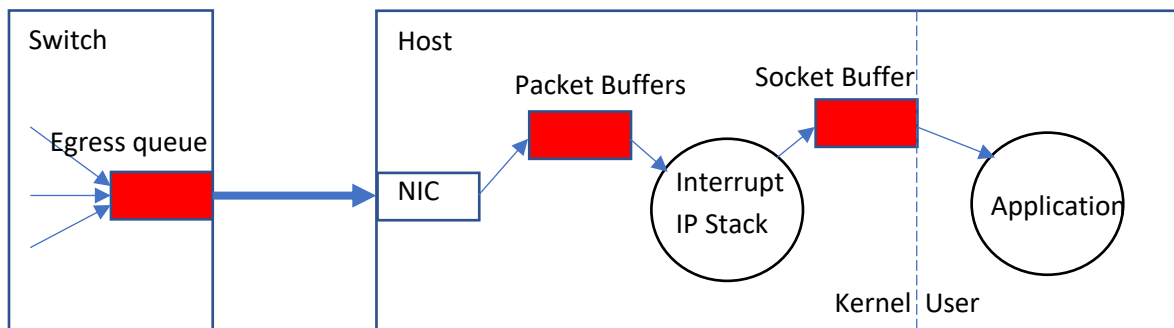 Switch
Host
Egress queue
Packet Buffers
Socket Buffer
NIC
Interrupt
IP Stack
Application
Kernel
User